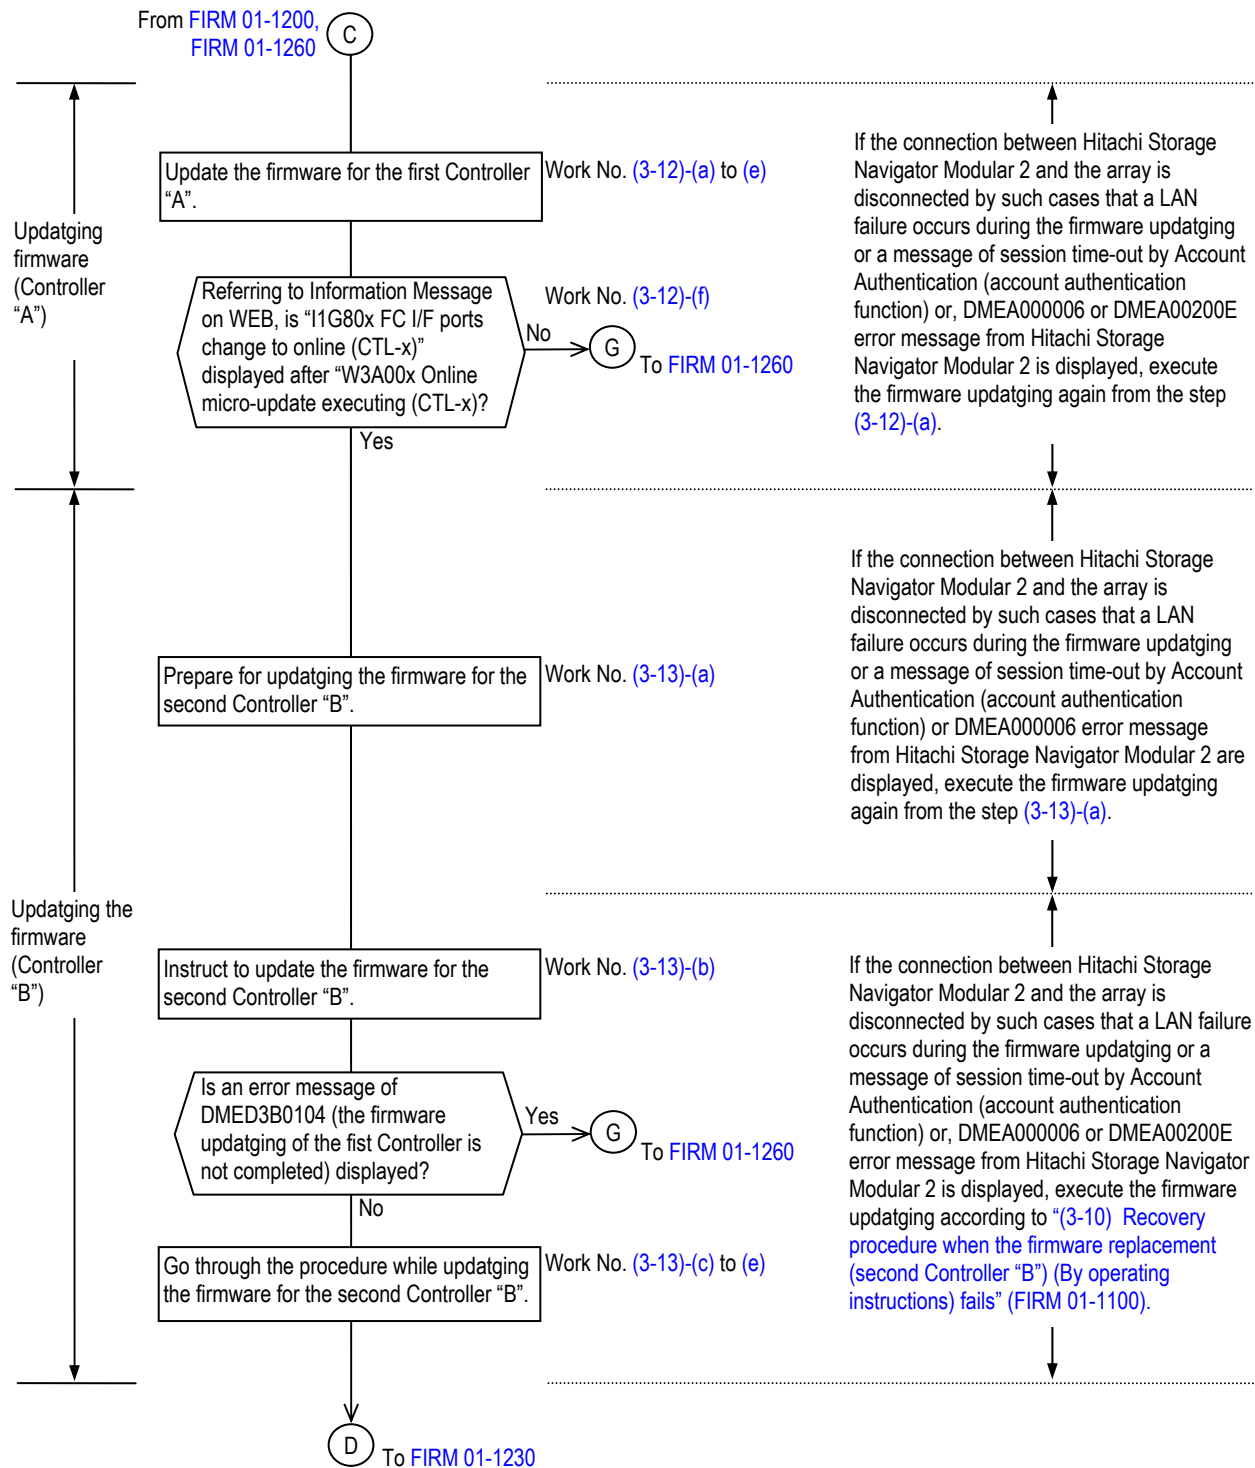 From FIRM 01-1200,
FIRM 01-1260
C
Updatging
firmware
(Controller
“A”)
Update the firmware for the first Controller
“A”.
Work No. (3-12)-(a) to (e)
Referring to Information Message
on WEB, is “I1G80x FC I/F ports
change to online (CTL-x)”
displayed after “W3A00x Online
micro-update executing (CTL-x)?
Work No. (3-12)-(f)
No
G
To FIRM 01-1260
Yes
If the connection between Hitachi Storage
Navigator Modular 2 and the array is
disconnected by such cases that a LAN
failure occurs during the firmware updatging
or a message of session time-out by Account
Authentication (account authentication
function) or, DMEA000006 or DMEA00200E
error message from Hitachi Storage
Navigator Modular 2 is displayed, execute
the firmware updatging again from the step
(3-12)-(a).
Updatging the
firmware
(Controller
“B”)
Prepare for updatging the firmware for the
second Controller “B”.
Work No. (3-13)-(a)
If the connection between Hitachi Storage
Navigator Modular 2 and the array is
disconnected by such cases that a LAN
failure occurs during the firmware updatging
or a message of session time-out by Account
Authentication (account authentication
function) or DMEA000006 error message
from Hitachi Storage Navigator Modular 2 are
displayed, execute the firmware updatging
again from the step (3-13)-(a).
Instruct to update the firmware for the
second Controller “B”.
Work No. (3-13)-(b)
Is an error message of
DMED3B0104 (the firmware
updatging of the fist Controller is
not completed) displayed?
Yes
G
To FIRM 01-1260
No
Go through the procedure while updatging
the firmware for the second Controller “B”.
Work No. (3-13)-(c) to (e)
If the connection between Hitachi Storage
Navigator Modular 2 and the array is
disconnected by such cases that a LAN failure
occurs during the firmware updatging or a
message of session time-out by Account
Authentication (account authentication
function) or, DMEA000006 or DMEA00200E
error message from Hitachi Storage Navigator
Modular 2 is displayed, execute the firmware
updatging according to “(3-10) Recovery
procedure when the firmware replacement
(second Controller “B”) (By operating
instructions) fails” (FIRM 01-1100).
D
To FIRM 01-1230